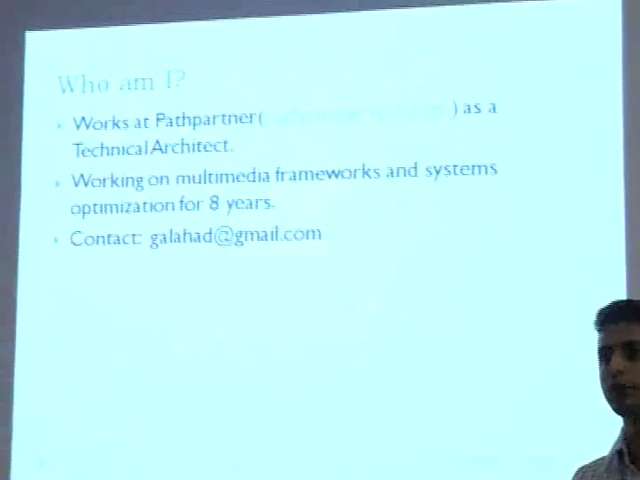 Who am I?
Works at Pathpartner( ) as a
Technical Architect.
Working on multimedia frameworks and systems
optimization for 8 years.
Contact: galahad@gmail.com